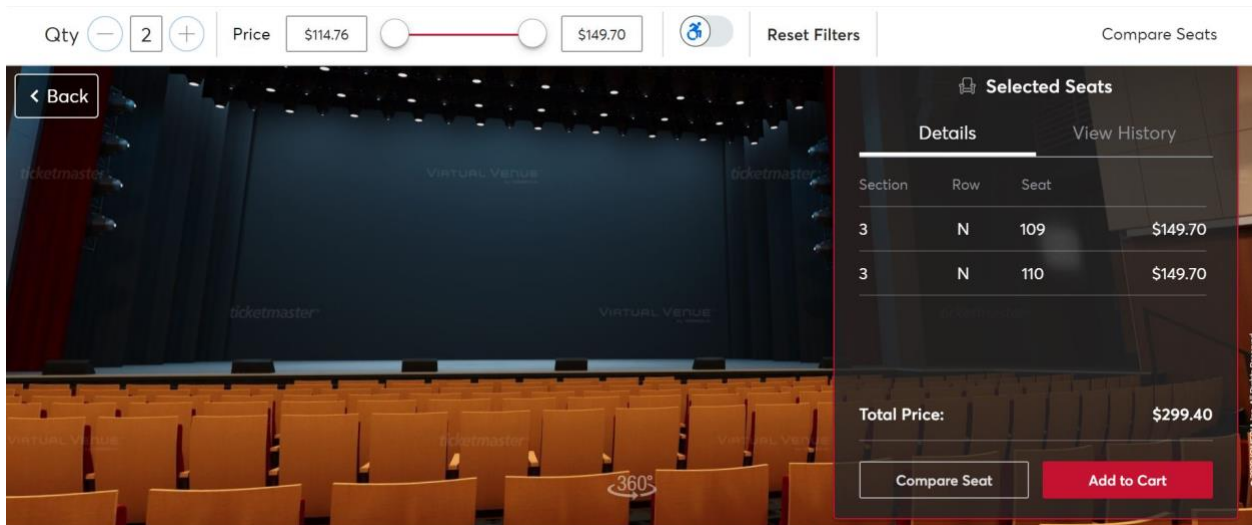 Qty 2 Price $114.76 $149.70 Reset Filters Compare Seats
Back
Selected Seats
Details View History
ticketmaster VIRTUAL VENUE ticketmaster
Section Row Seat
3 N 109 $149.70
3 N 110 $149.70
ticketmaster VIRTUAL VENUE
Total Price: $299.40
VIRTUAL VENUE ticketmaster VIRTUAL VENUE
360°
Compare Seat Add to Cart